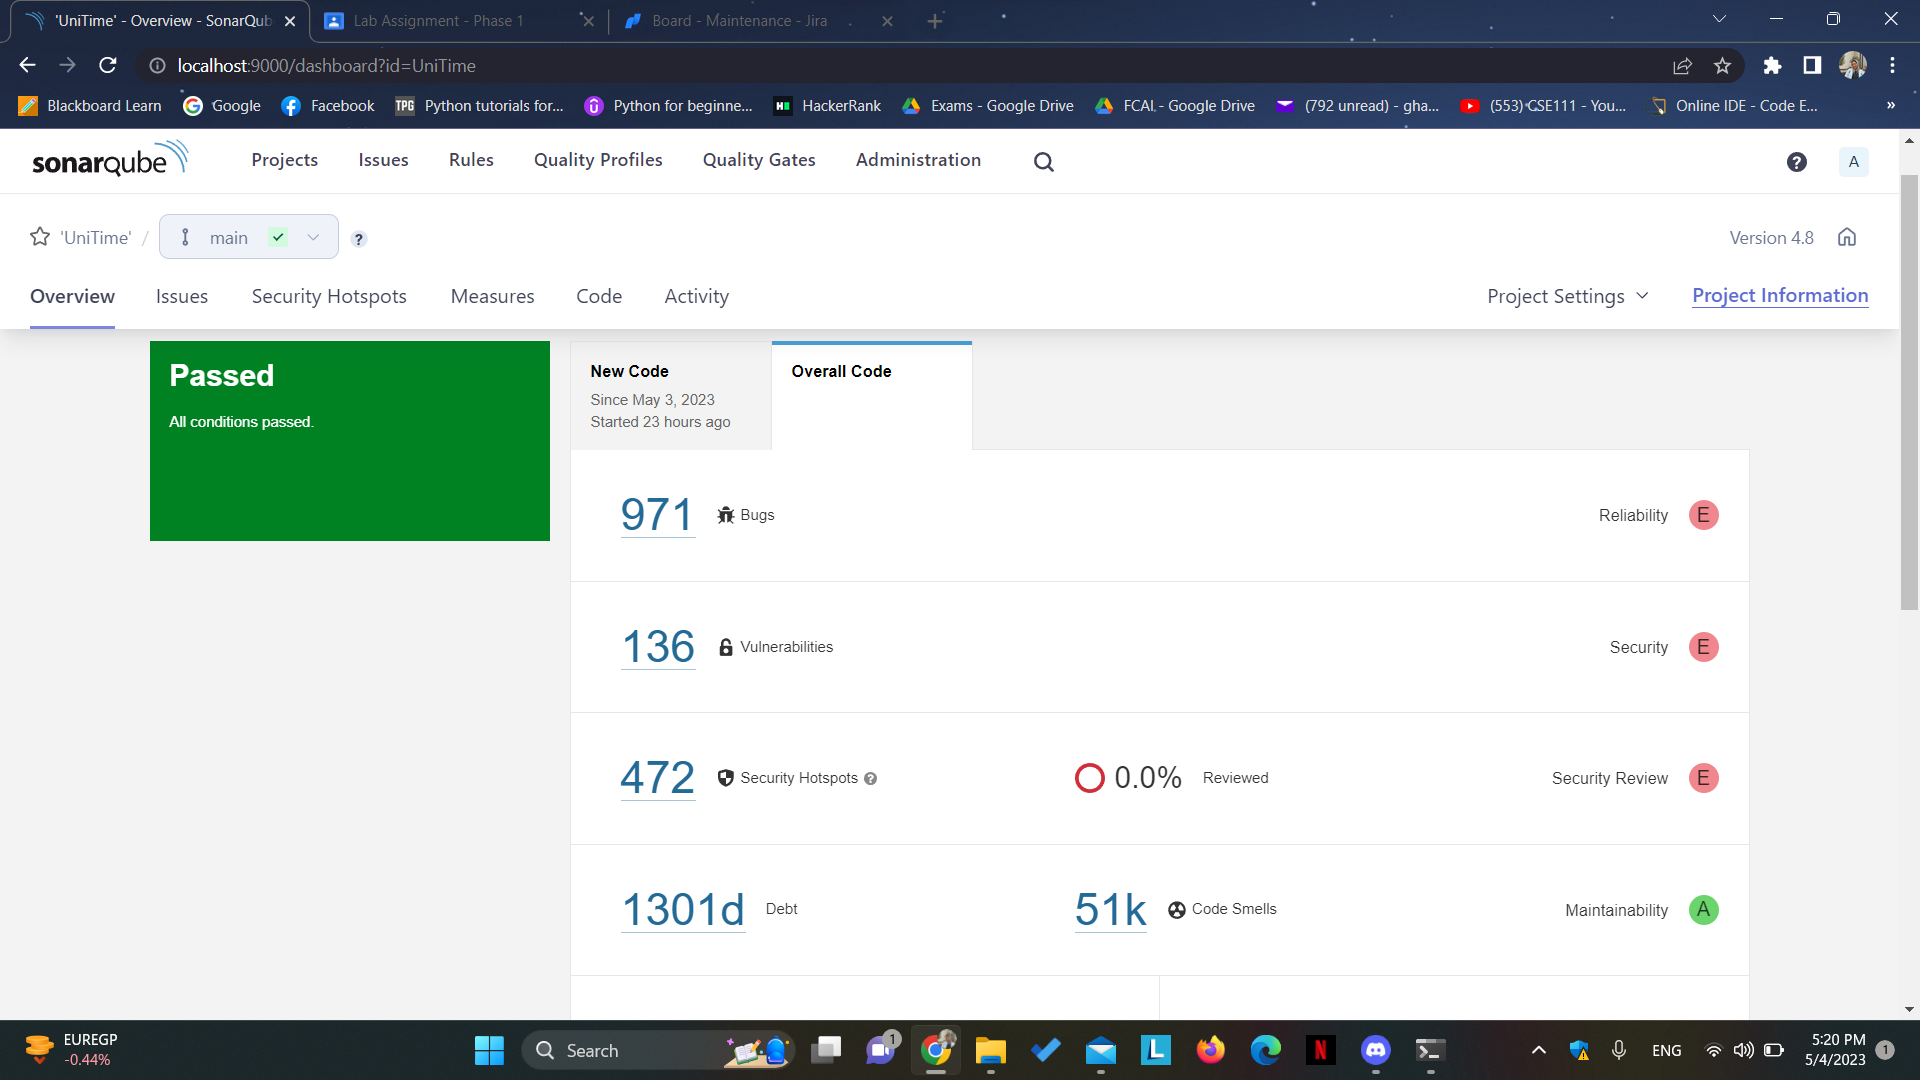 'UniTime' - Overview - SonarQub
Lab Assignment - Phase 1
Board - Maintenance - Jira
localhost:9000/dashboard?id=UniTime
Blackboard Learn
Google
Facebook
TPG
Python tutorials for...
Python for beginne...
HackerRank
Exams - Google Drive
FCAI - Google Drive
(792 unread) - gha...
(553) CSE111 - You...
Online IDE - Code E...
»
sonarqube
Projects
Issues
Rules
Quality Profiles
Quality Gates
Administration
?
A
'UniTime' /
main
?
Version 4.8
Overview
Issues
Security Hotspots
Measures
Code
Activity
Project Settings
Project Information
Passed
All conditions passed.
New Code
Since May 3, 2023
Started 23 hours ago
Overall Code
971
Bugs
Reliability
E
136
Vulnerabilities
Security
E
472
Security Hotspots ?
0.0%
Reviewed
Security Review
E
1301d
Debt
51k
Code Smells
Maintainability
A
EUREGP
-0.44%
Search
1
L
N
ENG
5:20 PM
5/4/2023
1